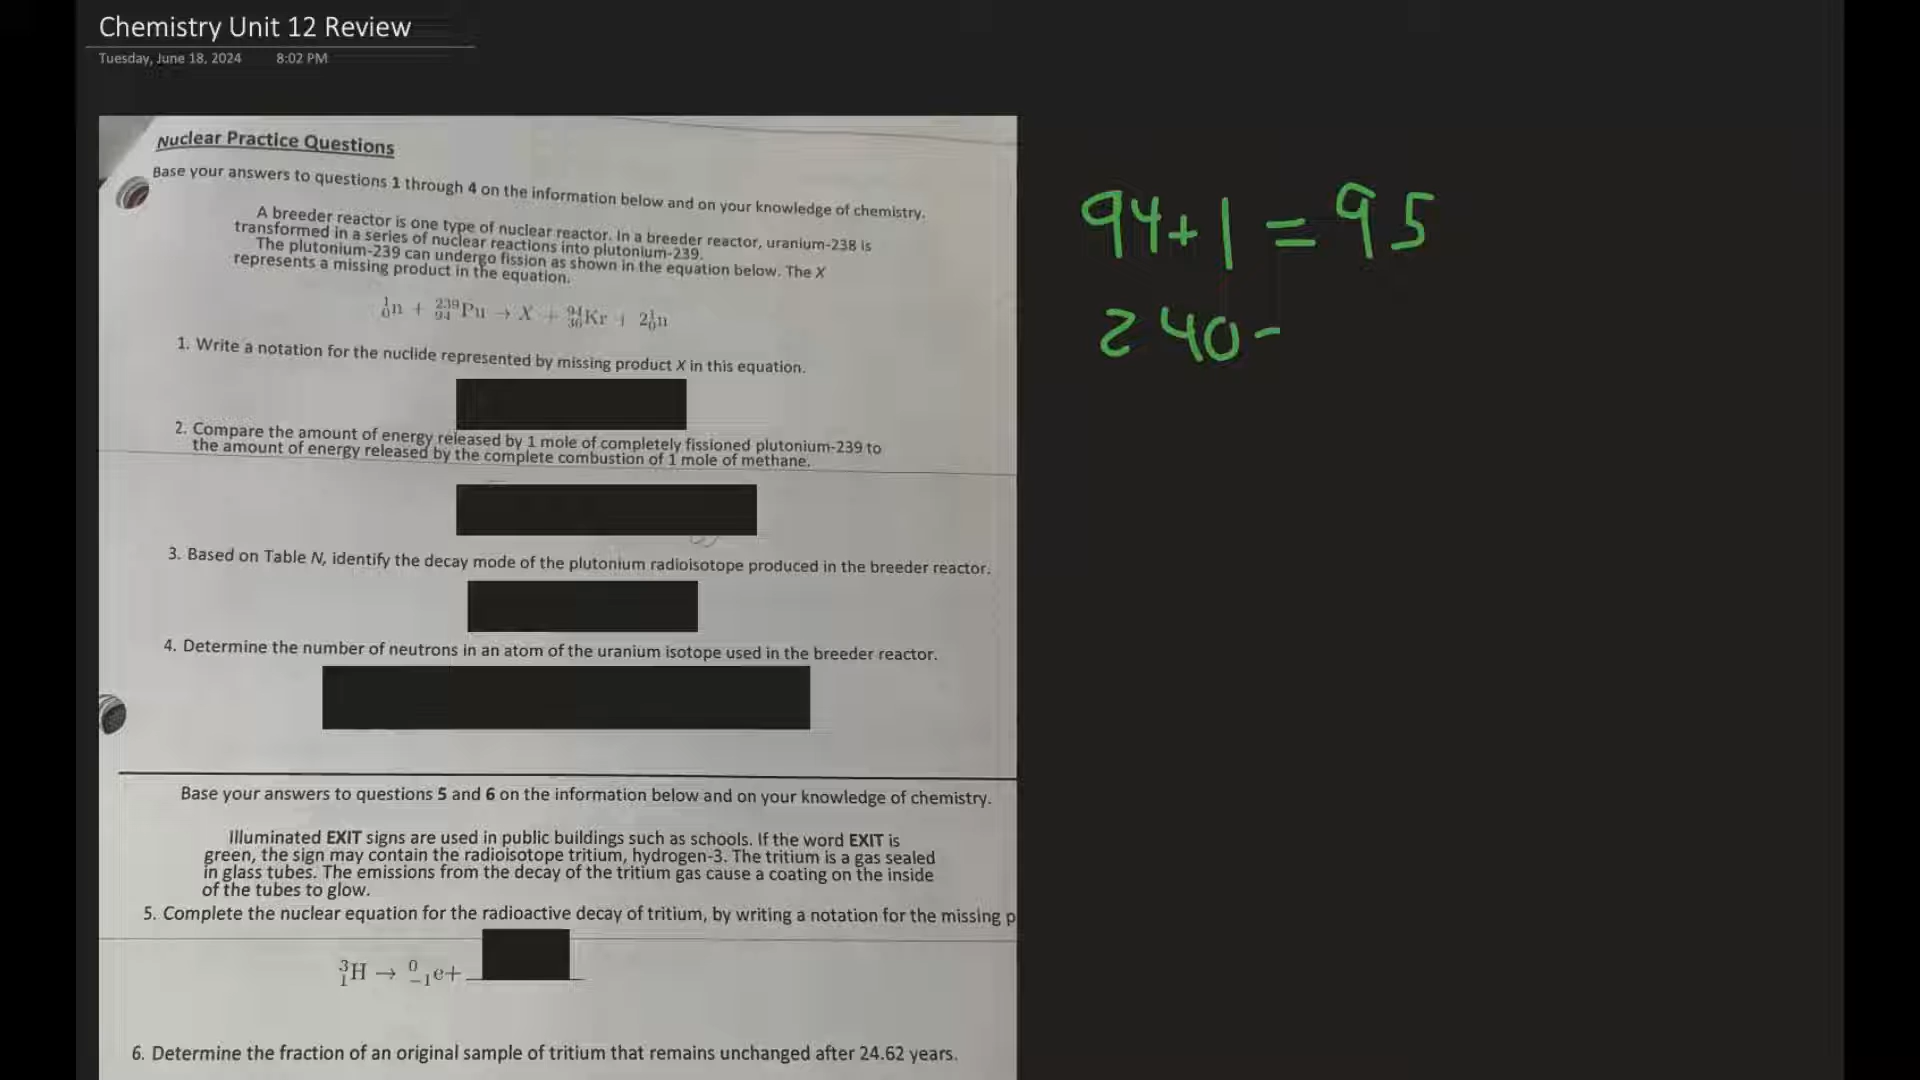 Chemistry Unit 12 Review
Tuesday, June 18, 2024 8:02 PM
Nuclear Practice Questions
Base your answers to questions 1 through 4 on the information below and on your knowledge of chemistry.
A breeder reactor is one type of nuclear reactor. In a breeder reactor, uranium-238 is
transformed in a series of nuclear reactions into plutonium-239.
The plutonium-239 can undergo fission as shown in the equation below. The X
represents a missing product in the equation.
¹₀n + ²³⁹₉₄Pu → X + ⁹⁴₃₆Kr + 2¹₀n
1. Write a notation for the nuclide represented by missing product X in this equation.
2. Compare the amount of energy released by 1 mole of completely fissioned plutonium-239 to
the amount of energy released by the complete combustion of 1 mole of methane.
3. Based on Table N, identify the decay mode of the plutonium radioisotope produced in the breeder reactor.
4. Determine the number of neutrons in an atom of the uranium isotope used in the breeder reactor.
Base your answers to questions 5 and 6 on the information below and on your knowledge of chemistry.
Illuminated EXIT signs are used in public buildings such as schools. If the word EXIT is
green, the sign may contain the radioisotope tritium, hydrogen-3. The tritium is a gas sealed
in glass tubes. The emissions from the decay of the tritium gas cause a coating on the inside
of the tubes to glow.
5. Complete the nuclear equation for the radioactive decay of tritium, by writing a notation for the missing p
³₁H → ⁰₋₁e+
6. Determine the fraction of an original sample of tritium that remains unchanged after 24.62 years.
94+1=95
240-